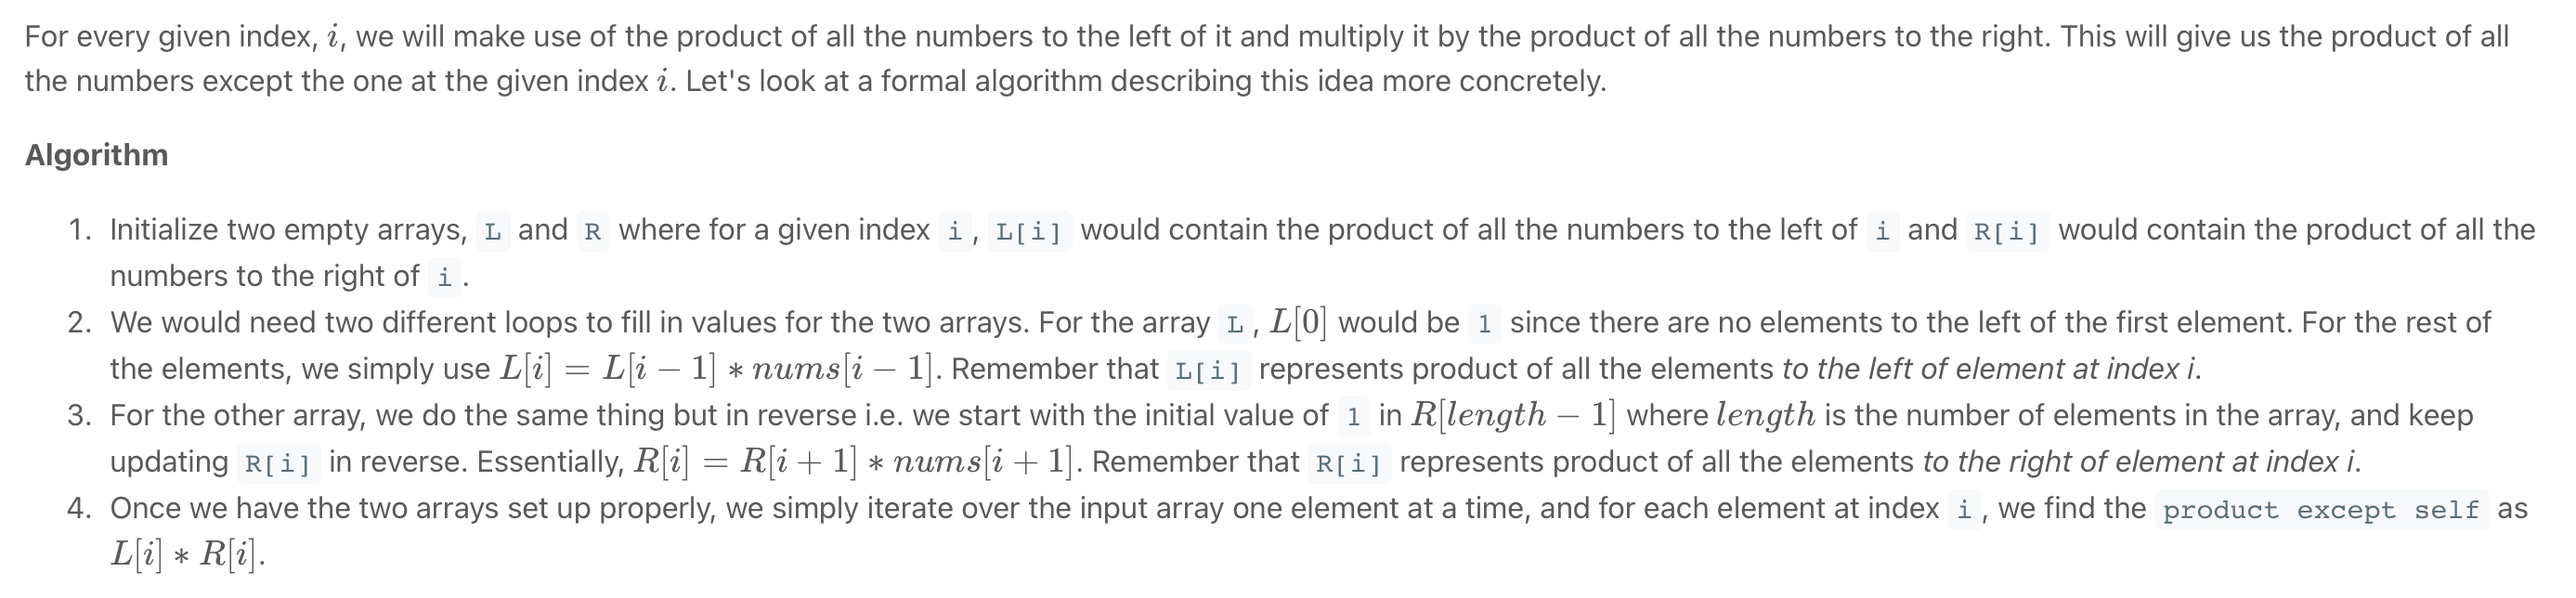 For every given index, i, we will make use of the product of all the numbers to the left of it and multiply it by the product of all the numbers to the right. This will give us the product of all
the numbers except the one at the given index i. Let's look at a formal algorithm describing this idea more concretely.
Algorithm
1. Initialize two empty arrays, L and R where for a given index i, L[i] would contain the product of all the numbers to the left of i and R[i] would contain the product of all the
numbers to the right of i.
2. We would need two different loops to fill in values for the two arrays. For the array L, L[0] would be 1 since there are no elements to the left of the first element. For the rest of
the elements, we simply use L[i] = L[i − 1] ∗ nums[i − 1]. Remember that L[i] represents product of all the elements to the left of element at index i.
3. For the other array, we do the same thing but in reverse i.e. we start with the initial value of 1 in R[length − 1] where length is the number of elements in the array, and keep
updating R[i] in reverse. Essentially, R[i] = R[i + 1] ∗ nums[i + 1]. Remember that R[i] represents product of all the elements to the right of element at index i.
4. Once we have the two arrays set up properly, we simply iterate over the input array one element at a time, and for each element at index i, we find the product except self as
L[i] ∗ R[i].